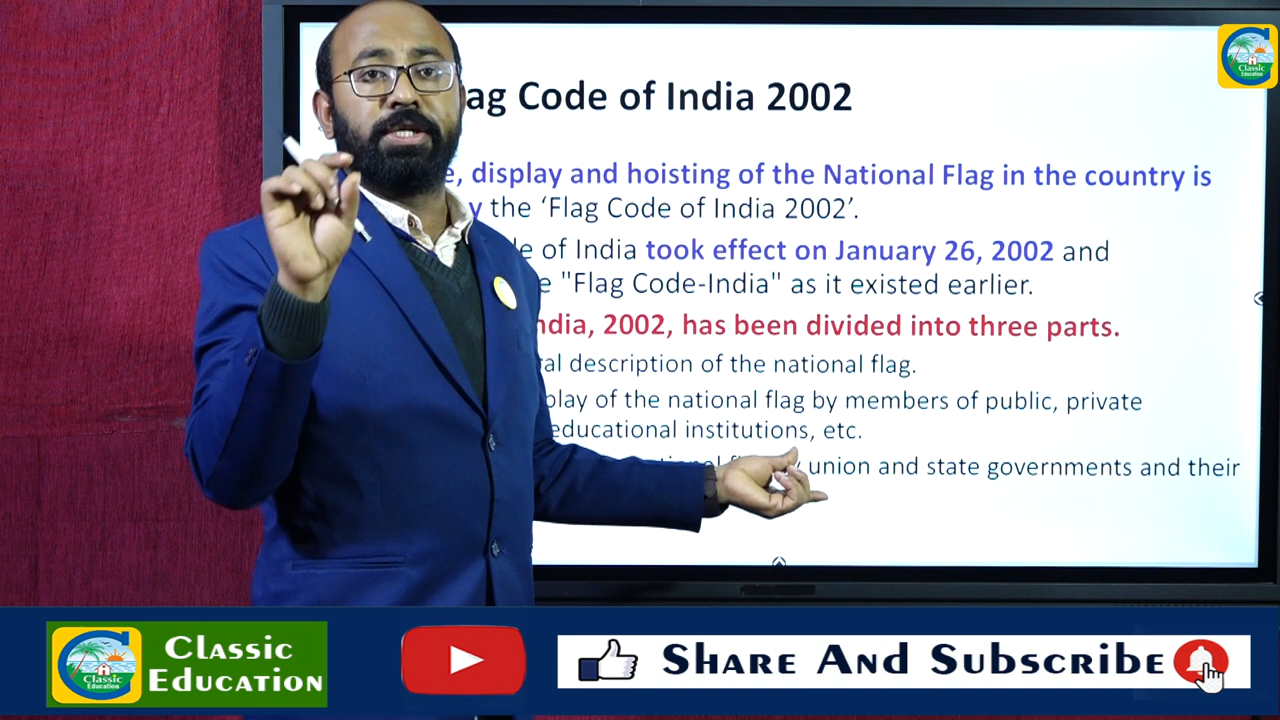 Classic
Education
lag Code of India 2002
e, display and hoisting of the National Flag in the country is
y the ‘Flag Code of India 2002’.
de of India took effect on January 26, 2002 and
e "Flag Code-India" as it existed earlier.
ndia, 2002, has been divided into three parts.
al description of the national flag.
play of the national flag by members of public, private
educational institutions, etc.
union and state governments and their
Classic
Education
Classic
Education
Share And Subscribe